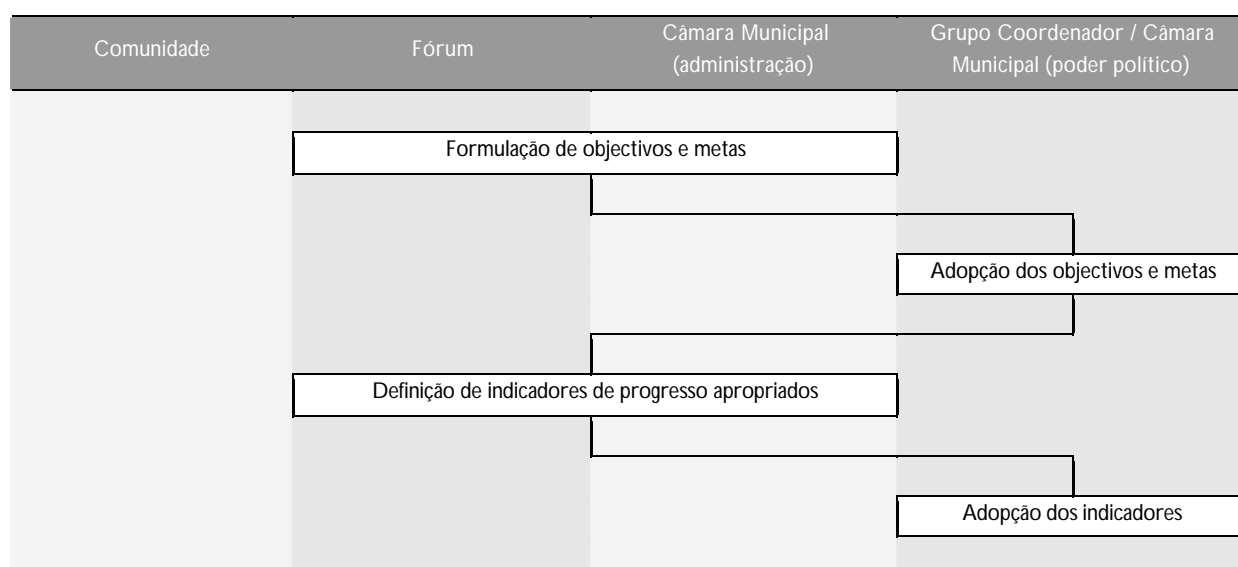 Comunidade
Fórum
Câmara Municipal
(administração)
Grupo Coordenador / Câmara
Municipal (poder político)
Formulação de objectivos e metas
Adopção dos objectivos e metas
Definição de indicadores de progresso apropriados
Adopção dos indicadores